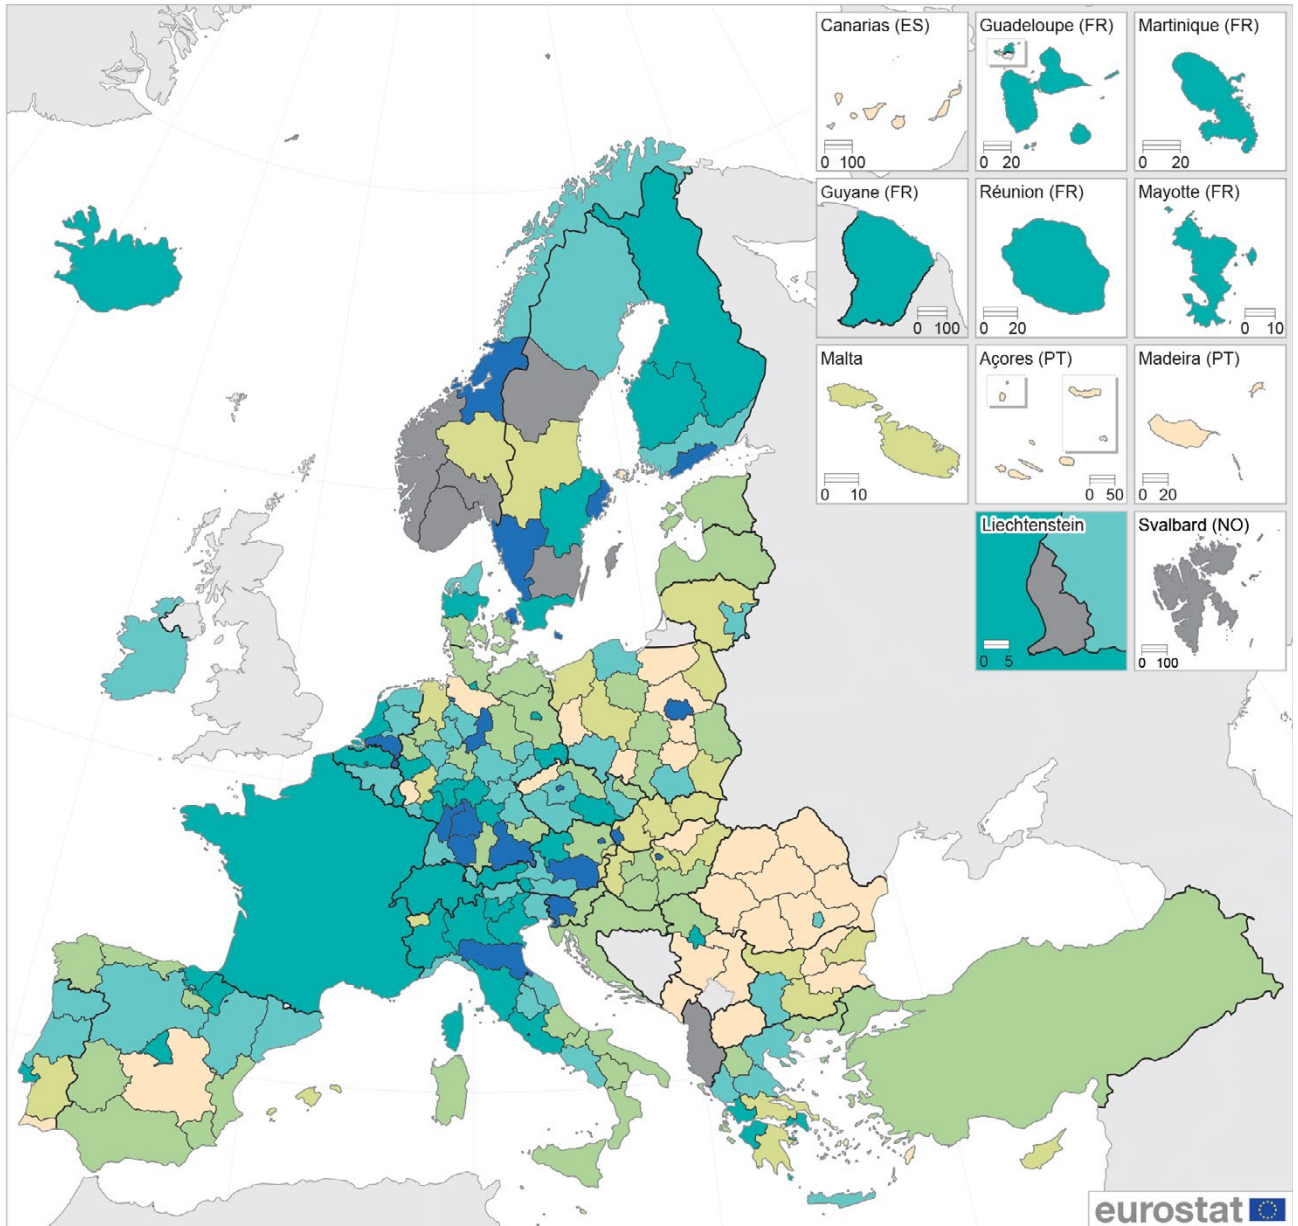 Canarias (ES)
0 100
Guadeloupe (FR)
0 20
Martinique (FR)
0 20
Guyane (FR)
0 100
Réunion (FR)
0 20
Mayotte (FR)
0 10
Malta
0 10
Açores (PT)
0 50
Madeira (PT)
0 20
Liechtenstein
0 5
Svalbard (NO)
0 100
eurostat